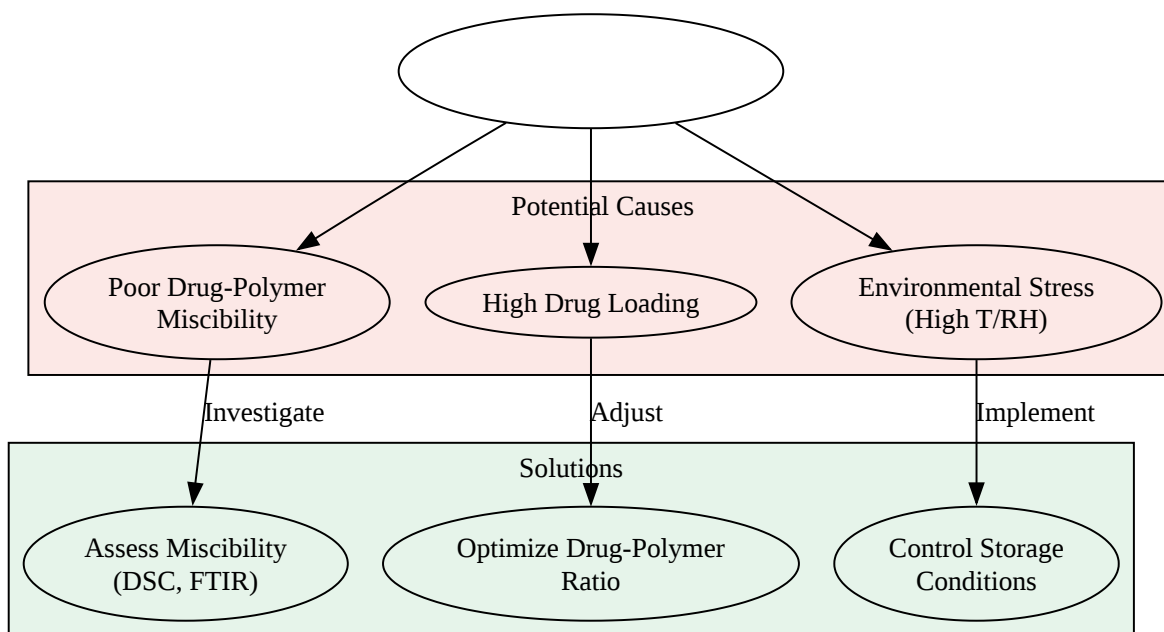 Potential Causes
Poor Drug-Polymer
Miscibility
High Drug Loading
Environmental Stress
(High T/RH)
Investigate
Adjust
Implement
Solutions
Assess Miscibility
(DSC, FTIR)
Optimize Drug-Polymer
Ratio
Control Storage
Conditions